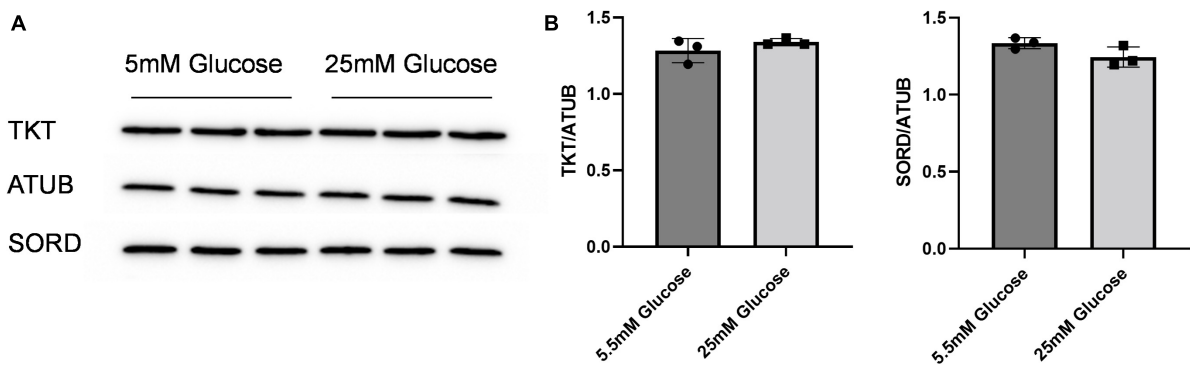 A
5mM Glucose
25mM Glucose
TKT
ATUB
SORD
B
TKT/ATUB
1.5
1.0
0.5
0.0
5.5mM Glucose
25mM Glucose
SORD/ATUB
1.5
1.0
0.5
0.0
5.5mM Glucose
25mM Glucose